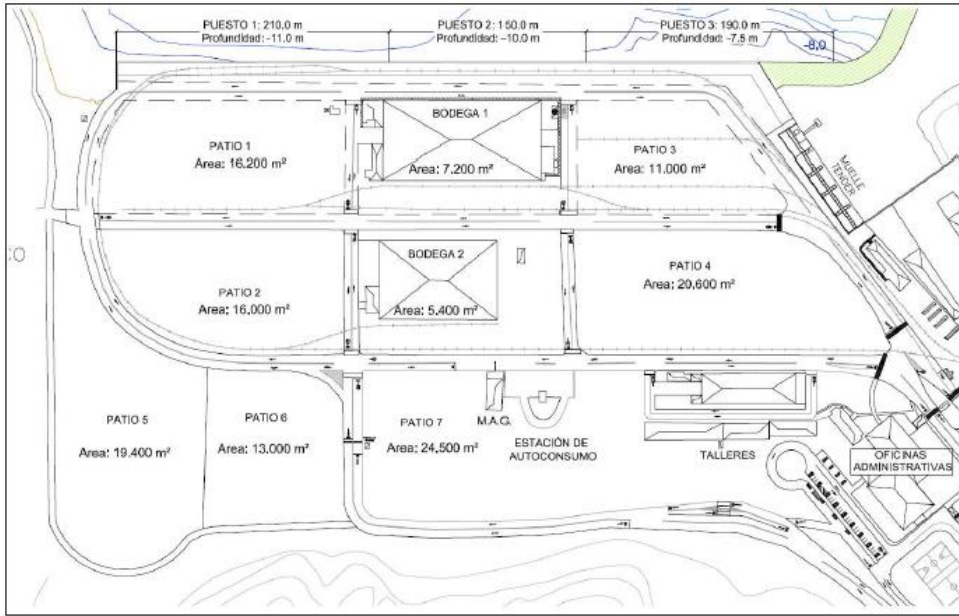 PUESTO 1: 210.0 m
Profundidad: -11.0 m
PUESTO 2: 150.0 m
Profundidad: -10.0 m
PUESTO 3: 190.0 m
Profundidad: -7.5 m
-8,0
BODEGA 1
Area: 7.200 m²
PATIO 1
Area: 16.200 m²
PATIO 3
Area: 11.000 m²
MUELLE
TENDER
BODEGA 2
Area: 5.400 m²
PATIO 2
Area: 16.000 m²
PATIO 4
Area: 20.600 m²
PATIO 5
Area: 19.400 m²
PATIO 6
Area: 13.000 m²
PATIO 7
Area: 24.500 m²
M.A.G.
ESTACIÓN DE
AUTOCONSUMO
TALLERES
OFICINAS
ADMINISTRATIVAS